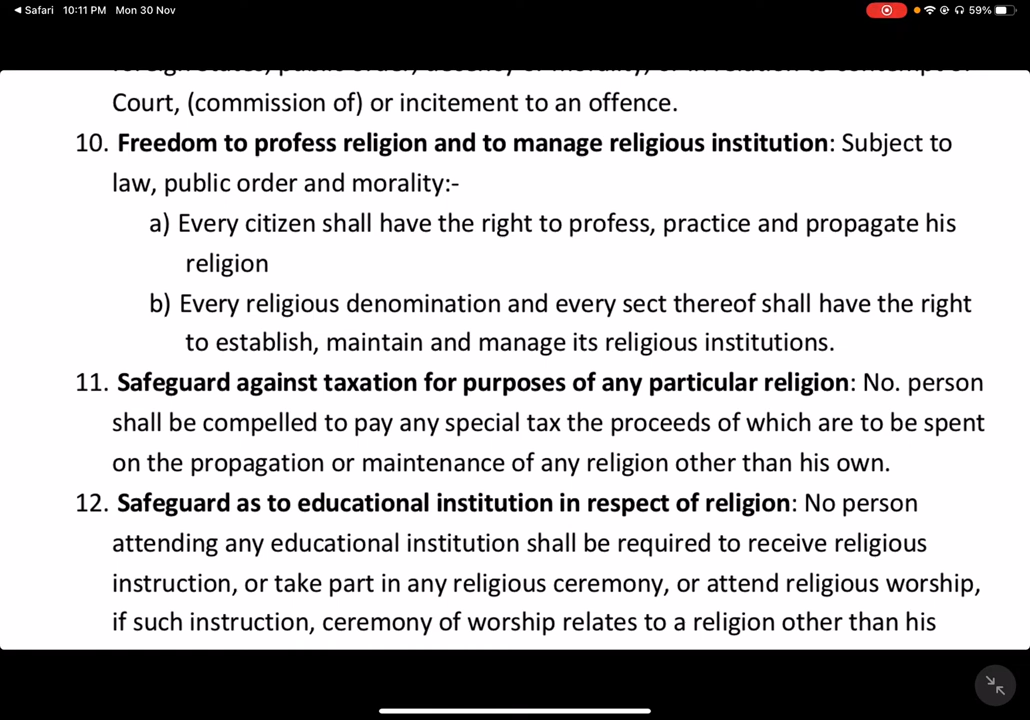 Safari 10:11 PM Mon 30 Nov 59%
Court, (commission of) or incitement to an offence.
10. Freedom to profess religion and to manage religious institution: Subject to
law, public order and morality:-
a) Every citizen shall have the right to profess, practice and propagate his
religion
b) Every religious denomination and every sect thereof shall have the right
to establish, maintain and manage its religious institutions.
11. Safeguard against taxation for purposes of any particular religion: No. person
shall be compelled to pay any special tax the proceeds of which are to be spent
on the propagation or maintenance of any religion other than his own.
12. Safeguard as to educational institution in respect of religion: No person
attending any educational institution shall be required to receive religious
instruction, or take part in any religious ceremony, or attend religious worship,
if such instruction, ceremony of worship relates to a religion other than his